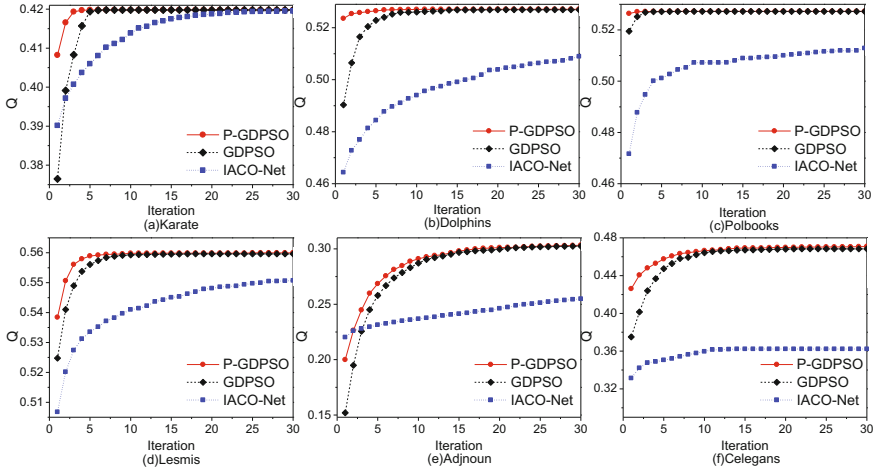 0.42
0.41
0.40
0.39
0.38
Q
P-GDPSO
GDPSO
IACO-Net
0 5 10 15 20 25 30
Iteration
(a)Karate
0.52
0.50
0.48
0.46
Q
P-GDPSO
GDPSO
IACO-Net
0 5 10 15 20 25 30
Iteration
(b)Dolphins
0.52
0.50
0.48
0.46
Q
P-GDPSO
GDPSO
IACO-Net
0 5 10 15 20 25 30
Iteration
(c)Polbooks
0.56
0.55
0.54
0.53
0.52
0.51
Q
P-GDPSO
GDPSO
IACO-Net
0 5 10 15 20 25 30
Iteration
(d)Lesmis
0.30
0.25
0.20
0.15
Q
P-GDPSO
GDPSO
IACO-Net
0 5 10 15 20 25 30
Iteration
(e)Adjnoun
0.48
0.44
0.40
0.36
0.32
Q
P-GDPSO
GDPSO
IACO-Net
0 5 10 15 20 25 30
Iteration
(f)Celegans